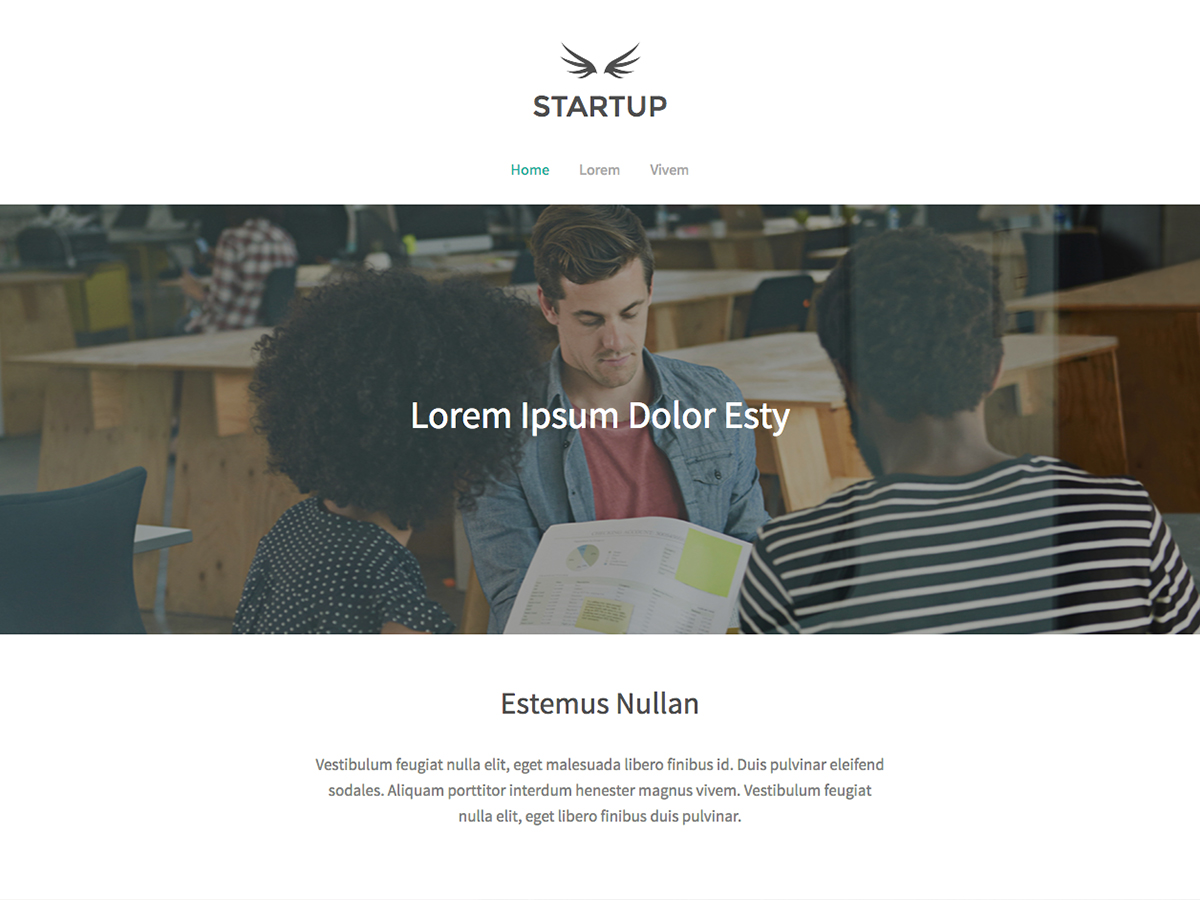 STARTUP
Home Lorem Vivem
Lorem Ipsum Dolor Esty
Estemus Nullan
Vestibulum feugiat nulla elit, eget malesuada libero finibus id. Duis pulvinar eleifend
sodales. Aliquam porttitor interdum henester magnus vivem. Vestibulum feugiat
nulla elit, eget libero finibus duis pulvinar.